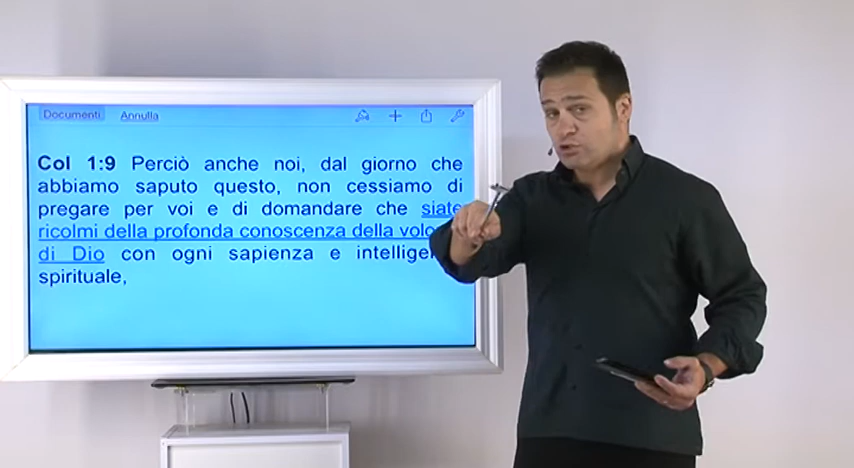 Documenti Annulla
Col 1:9 Perciò anche noi, dal giorno che
abbiamo saputo questo, non cessiamo di
pregare per voi e di domandare che siate
ricolmi della profonda conoscenza della
di Dio con ogni sapienza e
spirituale,